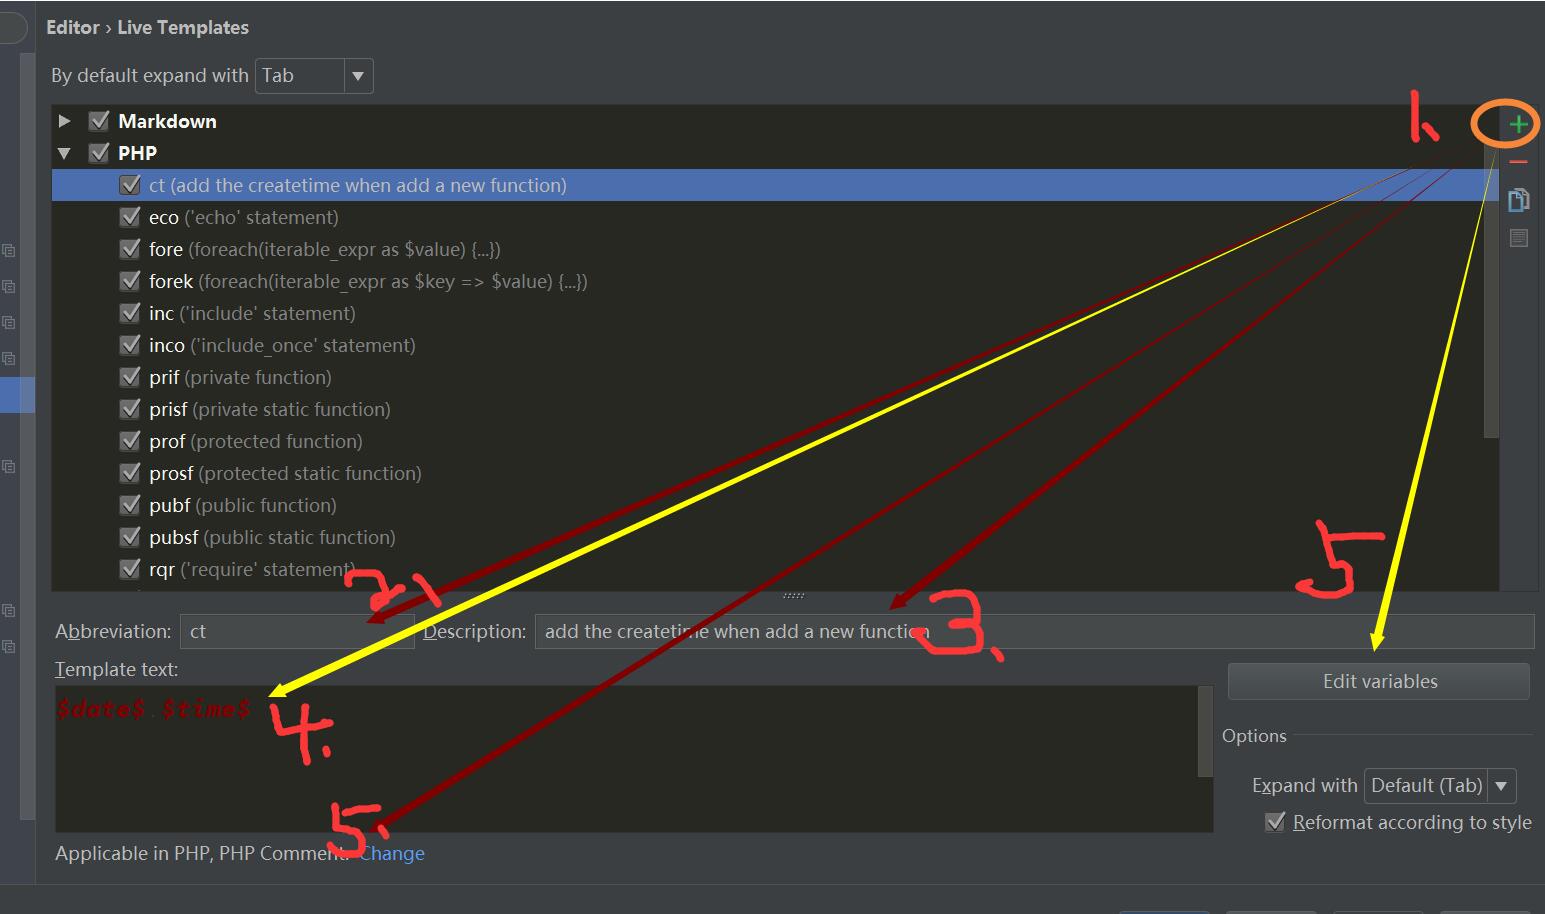 Editor › Live Templates
By default expand with Tab
1.
Markdown
PHP
ct (add the createtime when add a new function)
eco ('echo' statement)
fore (foreach(iterable_expr as $value) {...})
forek (foreach(iterable_expr as $key => $value) {...})
inc ('include' statement)
inco ('include_once' statement)
prif (private function)
prisf (private static function)
prof (protected function)
prosf (protected static function)
pubf (public function)
pubsf (public static function)
rqr ('require' statement)
2、
5
Abbreviation: ct Description: add the createtime when add a new function
3、
Template text:
Edit variables
$date$ $time$
4.
Options
Expand with Default (Tab)
Reformat according to style
5、
Applicable in PHP, PHP Comment. Change